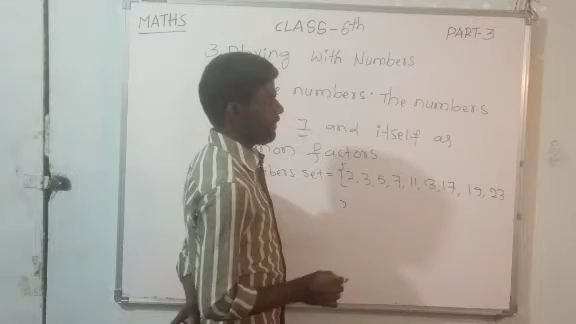 MATHS CLASS-6th PART-3
3 Playing With Numbers
numbers: The numbers
1 and itself as
factors
set = {2, 3, 5, 7, 11, 13, 17, 19, 23
,